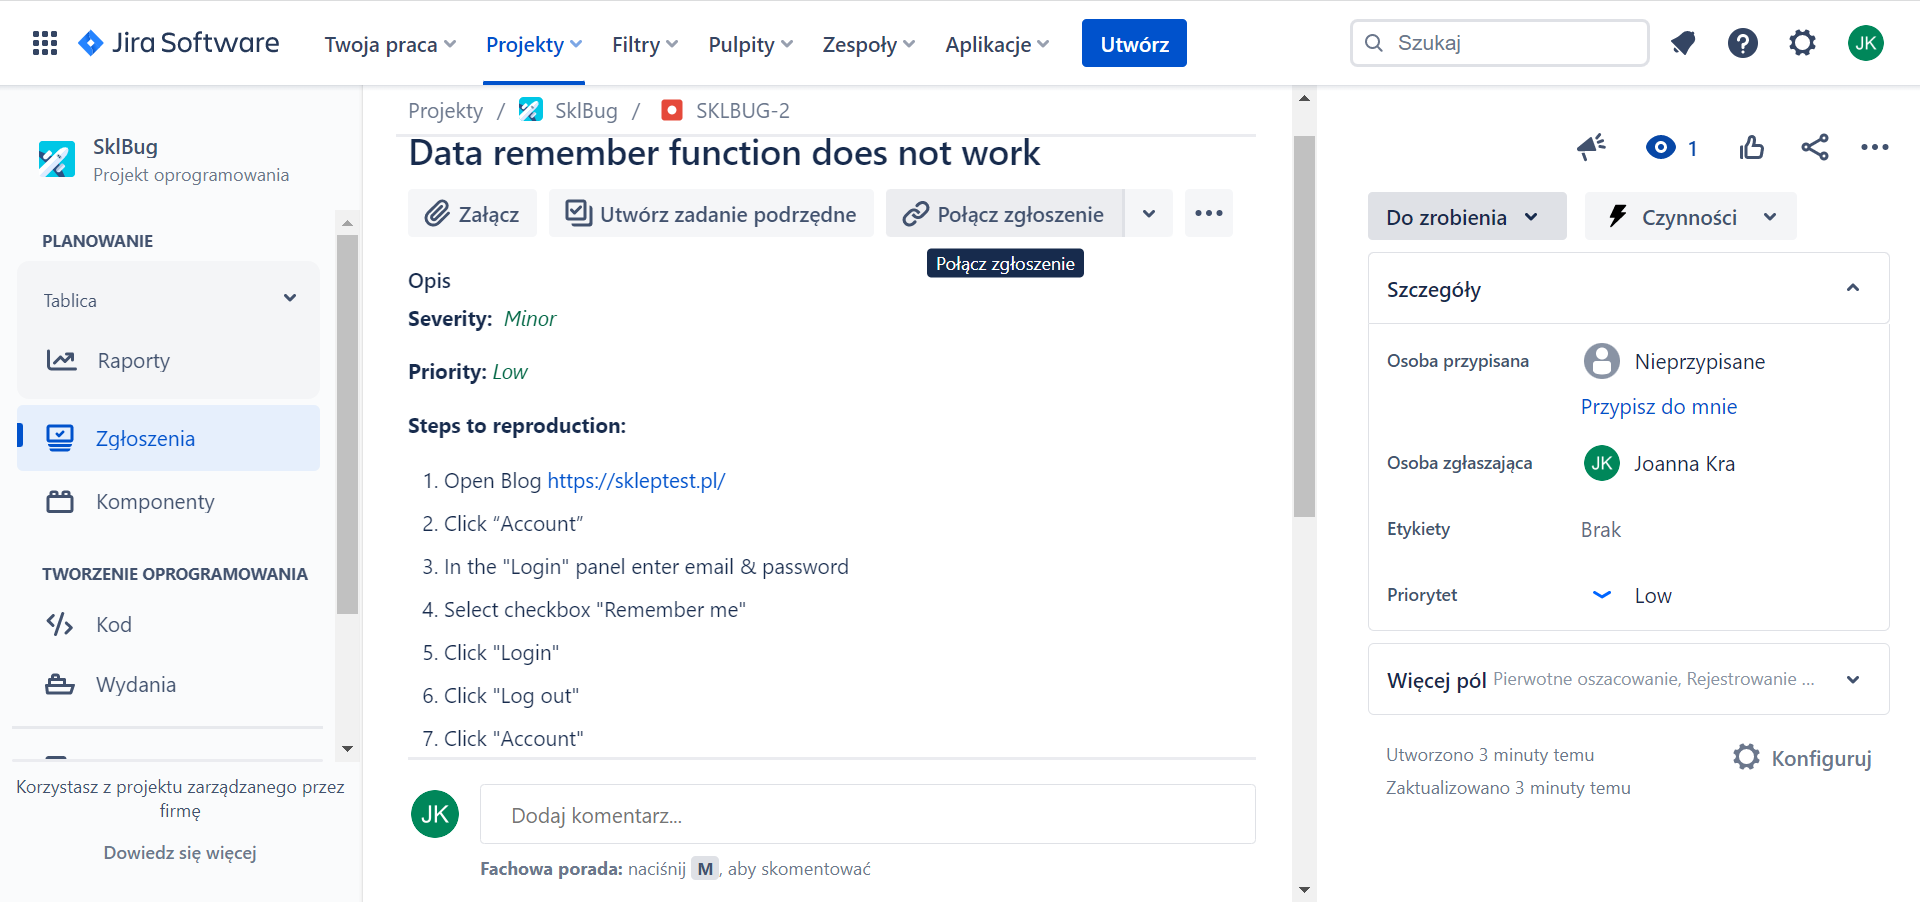 Jira Software
Twoja praca
Projekty
Filtry
Pulpity
Zespoły
Aplikacje
Utwórz
Szukaj
JK
SklBug
Projekt oprogramowania
PLANOWANIE
Tablica
Raporty
Zgłoszenia
Komponenty
TWORZENIE OPROGRAMOWANIA
Kod
Wydania
Korzystasz z projektu zarządzanego przez
firmę
Dowiedz się więcej
Projekty / SklBug / SKLBUG-2
Data remember function does not work
Załącz
Utwórz zadanie podrzędne
Połącz zgłoszenie
Połącz zgłoszenie
Opis
Severity: Minor
Priority: Low
Steps to reproduction:
1. Open Blog https://skleptest.pl/
2. Click “Account”
3. In the "Login" panel enter email & password
4. Select checkbox "Remember me"
5. Click "Login"
6. Click "Log out"
7. Click "Account"
JK
Dodaj komentarz...
Fachowa porada: naciśnij M, aby skomentować
1
Do zrobienia
Czynności
Szczegóły
Osoba przypisana
Nieprzypisane
Przypisz do mnie
Osoba zgłaszająca
JK Joanna Kra
Etykiety
Brak
Priorytet
Low
Więcej pól Pierwotne oszacowanie, Rejestrowanie ...
Utworzono 3 minuty temu
Zaktualizowano 3 minuty temu
Konfiguruj